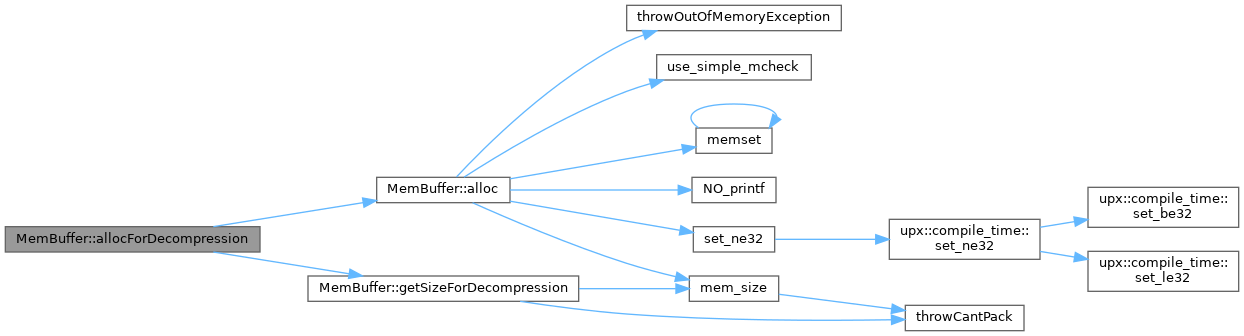 throwOutOfMemoryException
use_simple_mcheck
memset
MemBuffer::alloc
NO_printf
upx::compile_time::
set_be32
MemBuffer::allocForDecompression
set_ne32
upx::compile_time::
set_ne32
upx::compile_time::
set_le32
MemBuffer::getSizeForDecompression
mem_size
throwCantPack